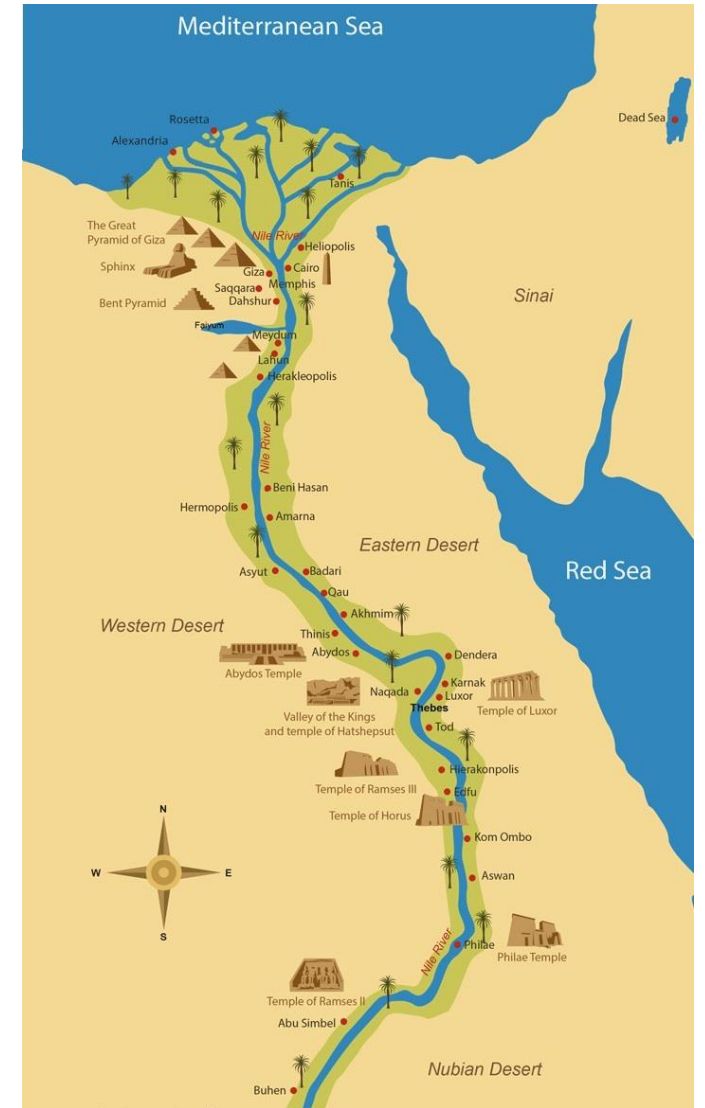 Mediterranean Sea
Rosetta
Dead Sea
Alexandria
Tanis
The Great
Pyramid of Giza
Nile River
Heliopolis
Sphinx
Giza
Cairo
Saqqara
Memphis
Sinai
Bent Pyramid
Dahshur
Faiyum
Meydum
Lahun
Herakleopolis
Nile River
Beni Hasan
Hermopolis
Amarna
Eastern Desert
Asyut
Badari
Red Sea
Qau
Akhmim
Western Desert
Thinis
Abydos
Dendera
Abydos Temple
Karnak
Naqada
Luxor
Thebes
Temple of Luxor
Valley of the Kings
and temple of Hatshepsut
Tod
Hierakonpolis
Temple of Ramses III
Edfu
Temple of Horus
N
Kom Ombo
W
E
Aswan
S
Nile River
Philae
Philae Temple
Temple of Ramses II
Abu Simbel
Nubian Desert
Buhen